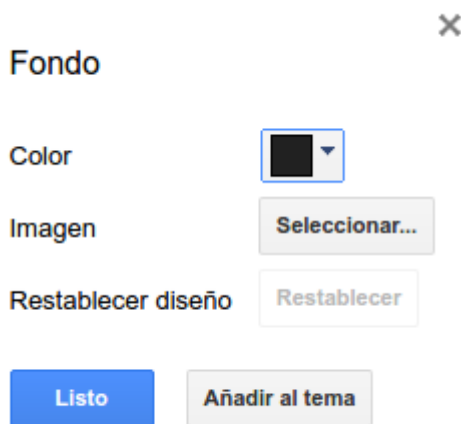 Fondo
Color
Imagen Seleccionar...
Restablecer diseño Restablecer
Listo Añadir al tema